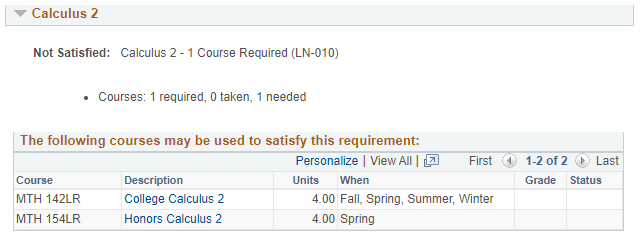 Calculus 2
Not Satisfied: Calculus 2 - 1 Course Required (LN-010)
• Courses: 1 required, 0 taken, 1 needed
The following courses may be used to satisfy this requirement:
Personalize | View All | First 1-2 of 2 Last
Course Description Units When Grade Status
MTH 142LR College Calculus 2 4.00 Fall, Spring, Summer, Winter
MTH 154LR Honors Calculus 2 4.00 Spring